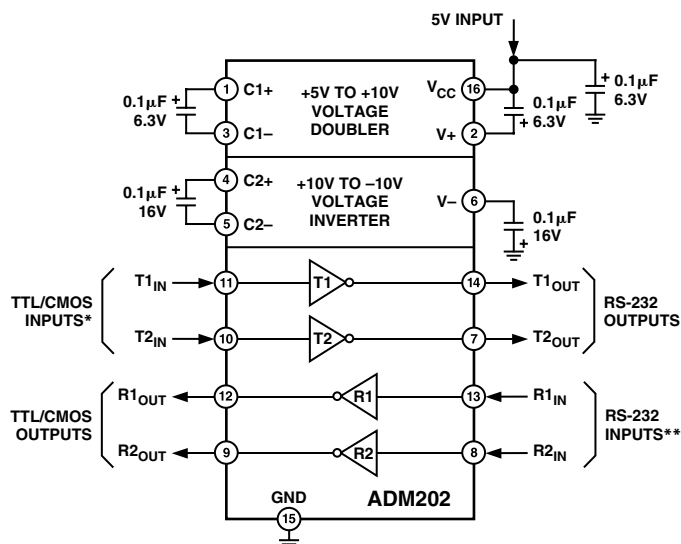 5V INPUT
0.1μF
6.3V
+
1
C1+
3
C1–
+5V TO +10V
VOLTAGE
DOUBLER
VCC
16
V+
2
+
0.1μF
6.3V
+
0.1μF
6.3V
0.1μF
16V
+
4
C2+
5
C2–
+10V TO –10V
VOLTAGE
INVERTER
V–
6
0.1μF
16V
+
TTL/CMOS
INPUTS*
T1IN
11
T1
14
T1OUT
T2IN
10
T2
7
T2OUT
RS-232
OUTPUTS
TTL/CMOS
OUTPUTS
R1OUT
12
R1
13
R1IN
R2OUT
9
R2
8
R2IN
RS-232
INPUTS**
GND
15
ADM202